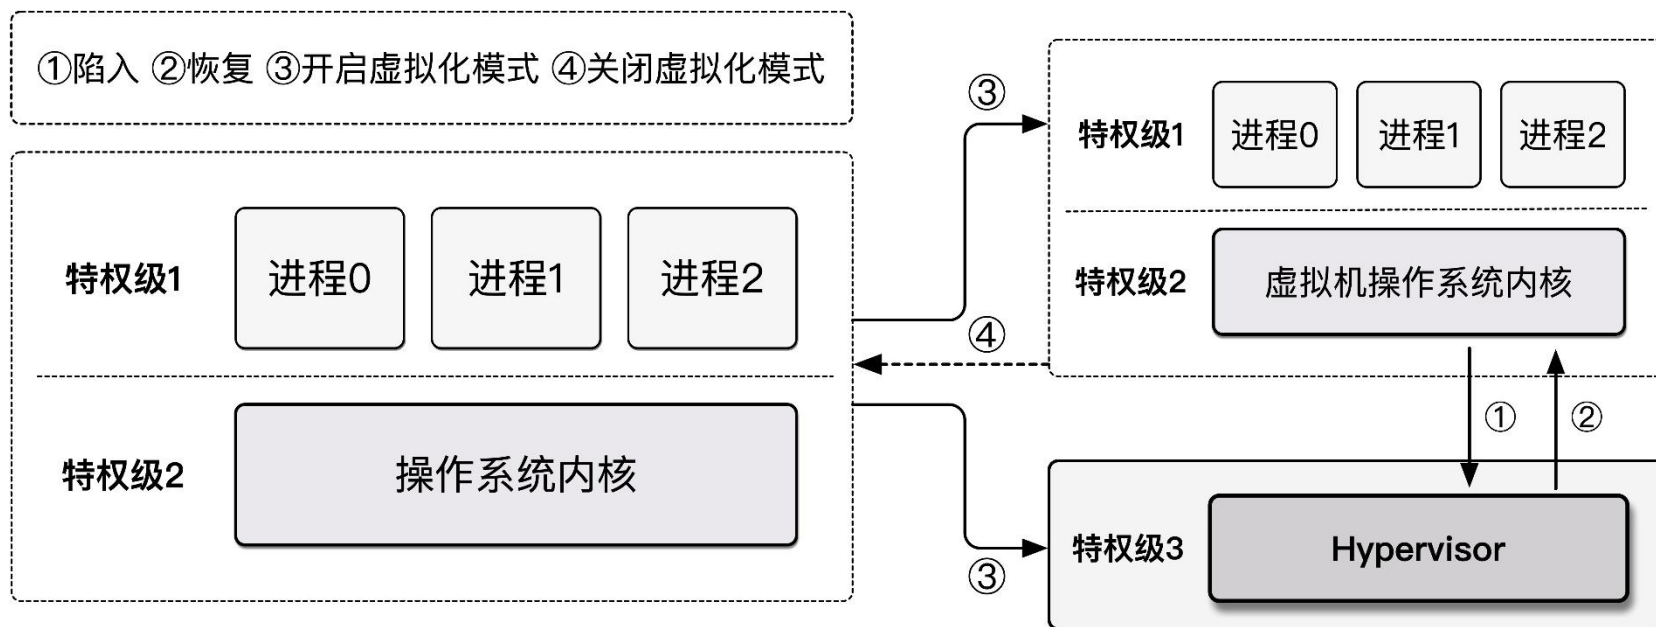 ①陷入 ②恢复 ③开启虚拟化模式 ④关闭虚拟化模式
特权级1
进程0
进程1
进程2
特权级2
操作系统内核
③
④
③
特权级1
进程0
进程1
进程2
特权级2
虚拟机操作系统内核
①
②
特权级3
Hypervisor